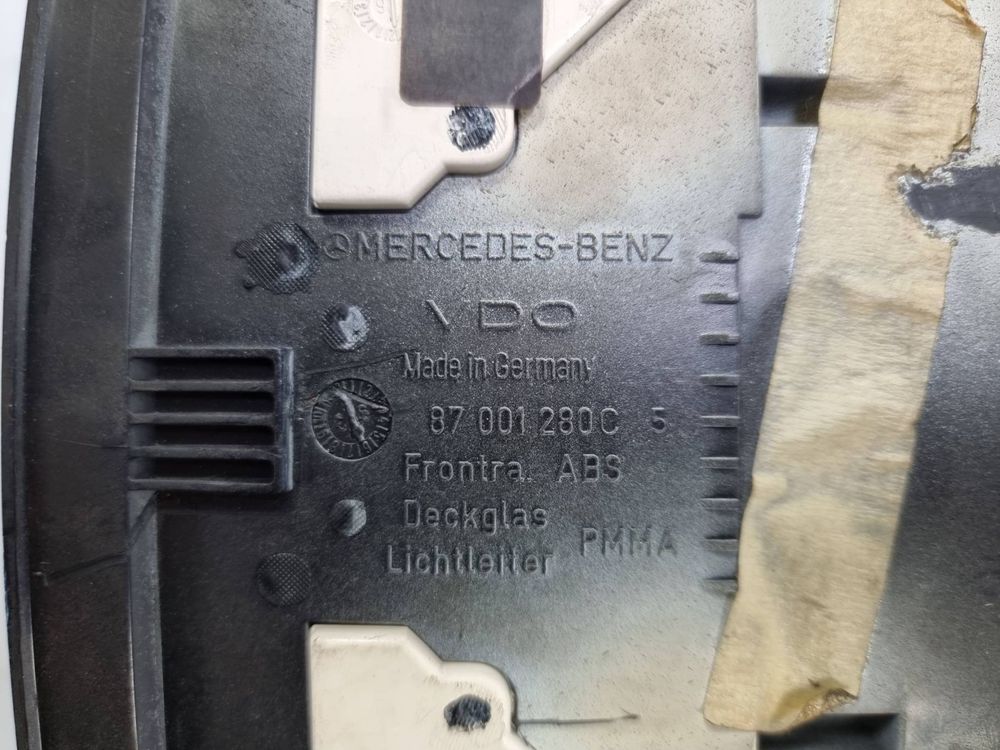 MERCEDES-BENZ
VDO
Made in Germany
87 001 280C 5
Frontra. ABS
Deckglas
Lichtleiter PMMA